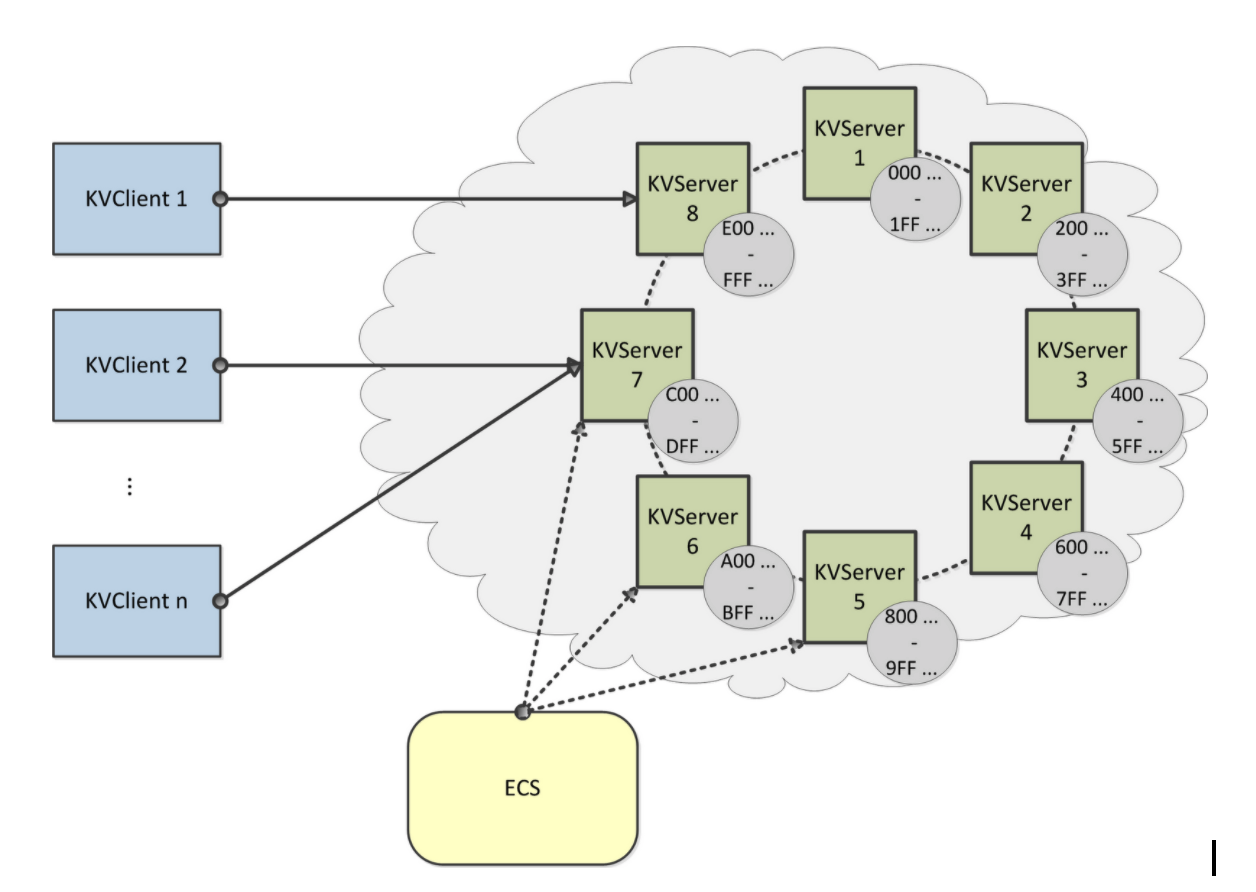 KVClient 1
KVClient 2
⋮
KVClient n
KVServer
1
000 ...
-
1FF ...
KVServer
2
200 ...
-
3FF ...
KVServer
3
400 ...
-
5FF ...
KVServer
4
600 ...
-
7FF ...
KVServer
5
800 ...
-
9FF ...
KVServer
6
A00 ...
-
BFF ...
KVServer
7
C00 ...
-
DFF ...
KVServer
8
E00 ...
-
FFF ...
ECS